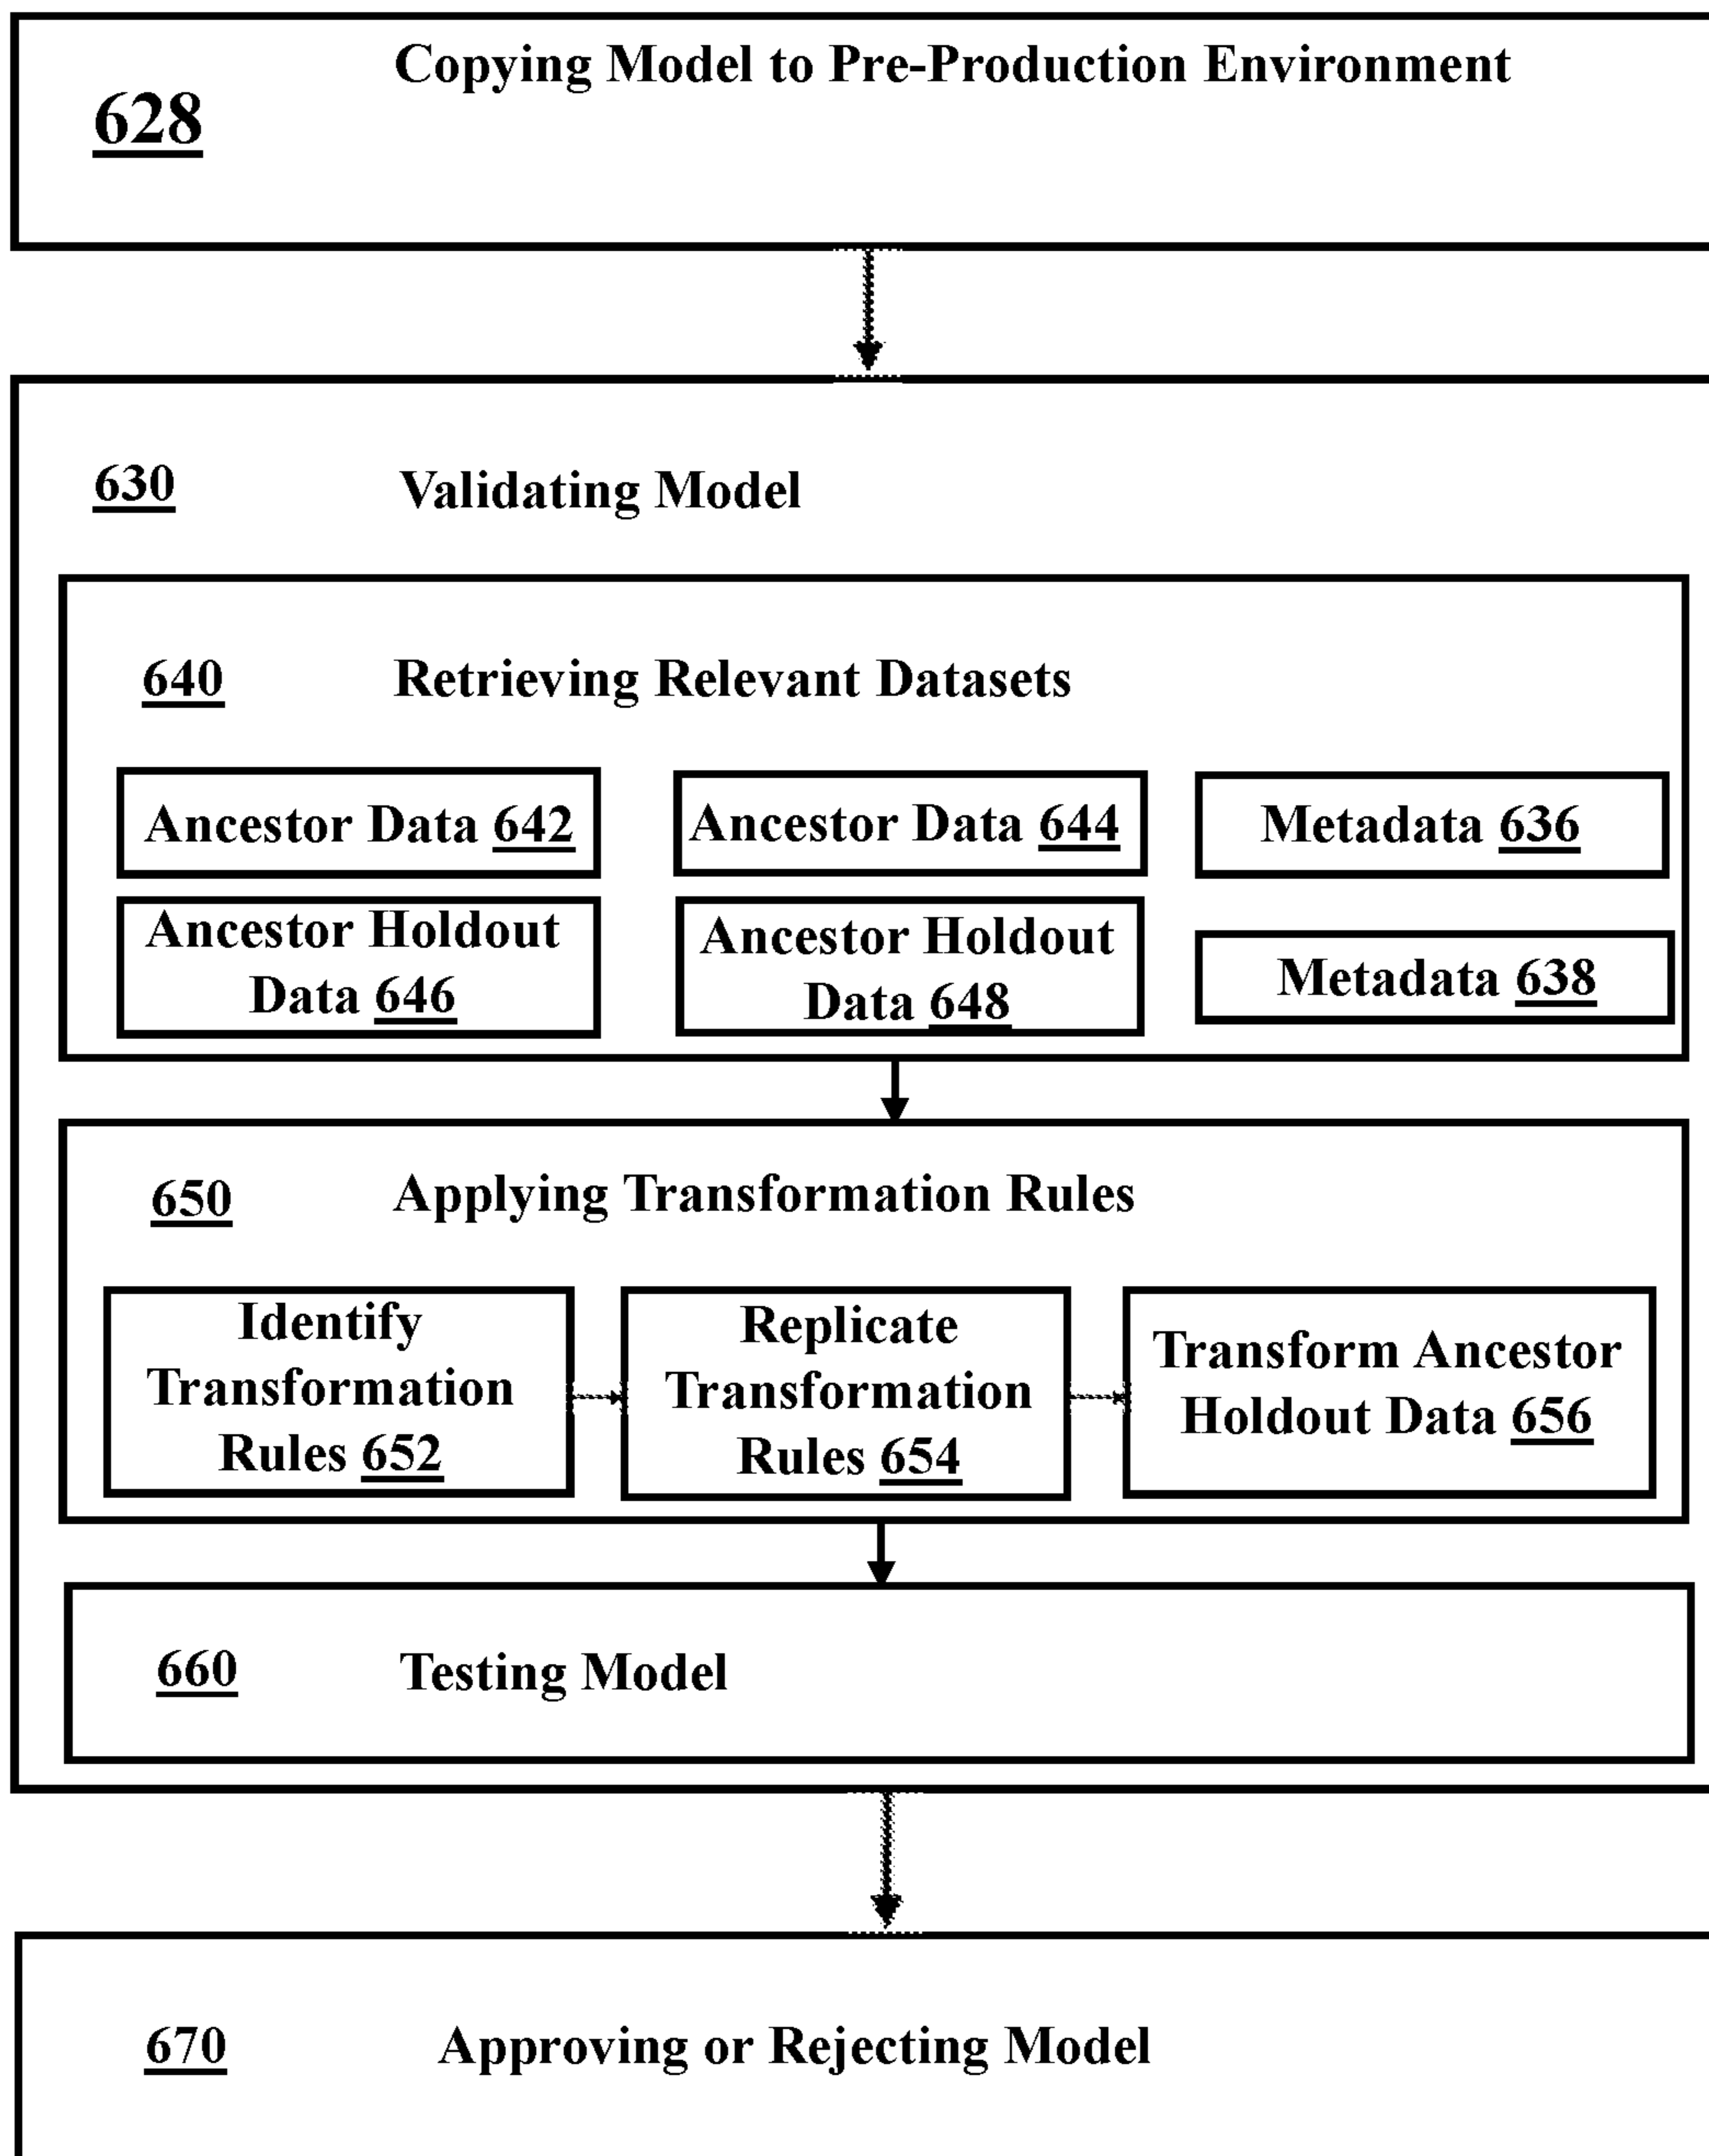 Copying Model to Pre-Production Environment
628
630 Validating Model
640 Retrieving Relevant Datasets
Ancestor Data 642
Ancestor Data 644
Metadata 636
Ancestor Holdout
Data 646
Ancestor Holdout
Data 648
Metadata 638
650 Applying Transformation Rules
Identify
Transformation
Rules 652
Replicate
Transformation
Rules 654
Transform Ancestor
Holdout Data 656
660 Testing Model
670 Approving or Rejecting Model